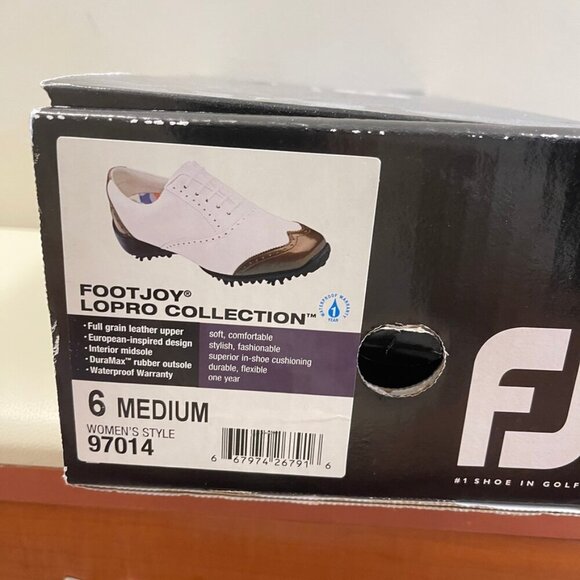 FOOTJOY®
LOPRO COLLECTION™
WATERPROOF WARRANTY
1
YEAR
• Full grain leather upper soft, comfortable
• European-inspired design stylish, fashionable
• Interior midsole superior in-shoe cushioning
• DuraMax™ rubber outsole durable, flexible
• Waterproof Warranty one year
6 MEDIUM
WOMEN'S STYLE
97014
6 67974 26791 6
FJ
#1 SHOE IN GOLF